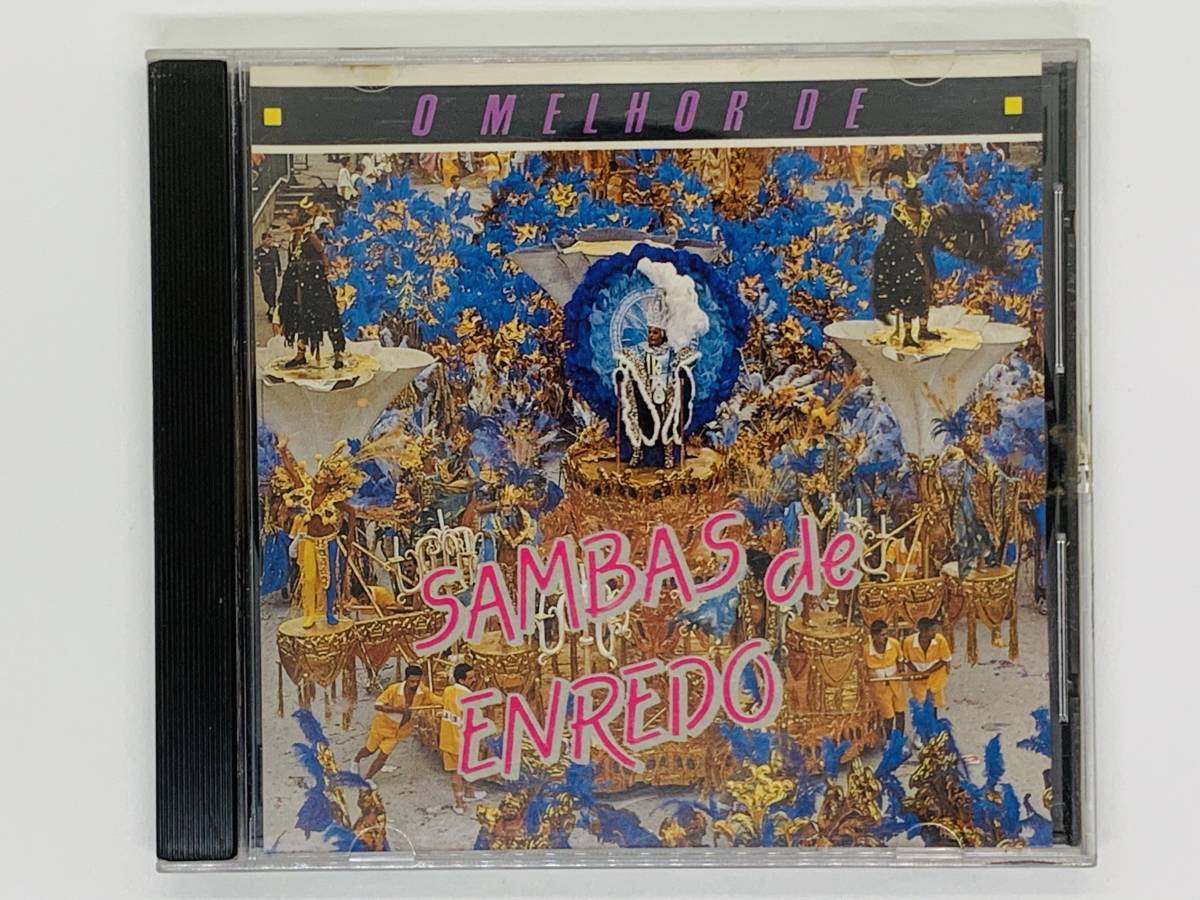 O MELHOR DE
SAMBAS de
ENREDO